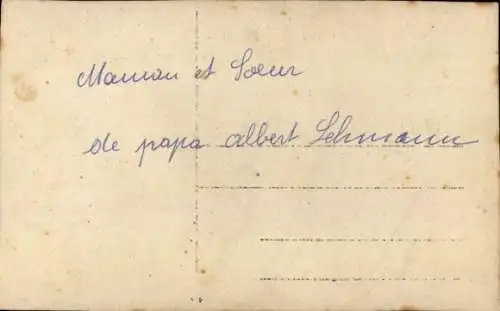 Maman et Soeur
de papa albert Lehmann